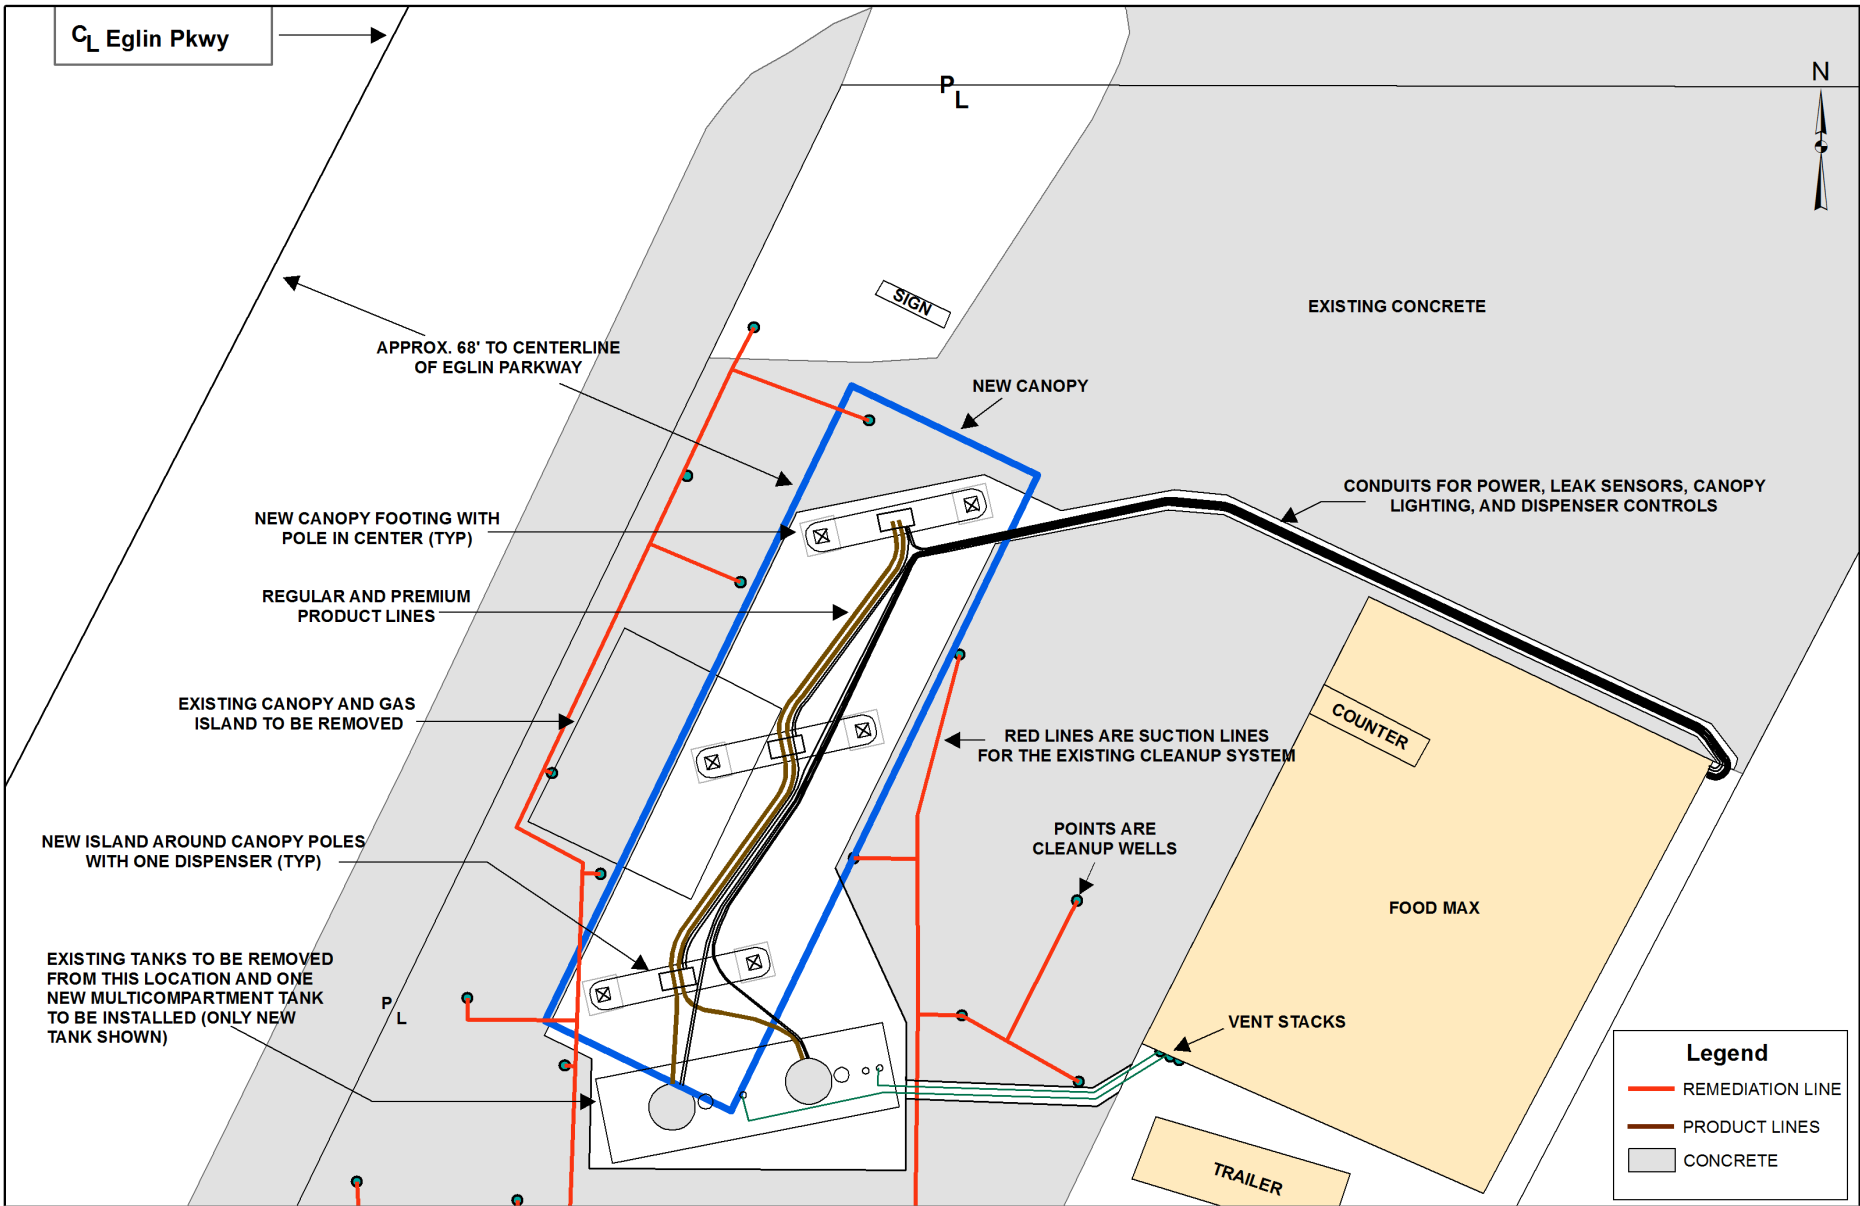 CL Eglin Pkwy
PL
N
SIGN
EXISTING CONCRETE
APPROX. 68' TO CENTERLINE
OF EGLIN PARKWAY
NEW CANOPY
CONDUITS FOR POWER, LEAK SENSORS, CANOPY
LIGHTING, AND DISPENSER CONTROLS
NEW CANOPY FOOTING WITH
POLE IN CENTER (TYP)
REGULAR AND PREMIUM
PRODUCT LINES
EXISTING CANOPY AND GAS
ISLAND TO BE REMOVED
COUNTER
RED LINES ARE SUCTION LINES
FOR THE EXISTING CLEANUP SYSTEM
NEW ISLAND AROUND CANOPY POLES
WITH ONE DISPENSER (TYP)
POINTS ARE
CLEANUP WELLS
FOOD MAX
EXISTING TANKS TO BE REMOVED
FROM THIS LOCATION AND ONE
NEW MULTICOMPARTMENT TANK
TO BE INSTALLED (ONLY NEW
TANK SHOWN)
PL
VENT STACKS
TRAILER
Legend
REMEDIATION LINE
PRODUCT LINES
CONCRETE